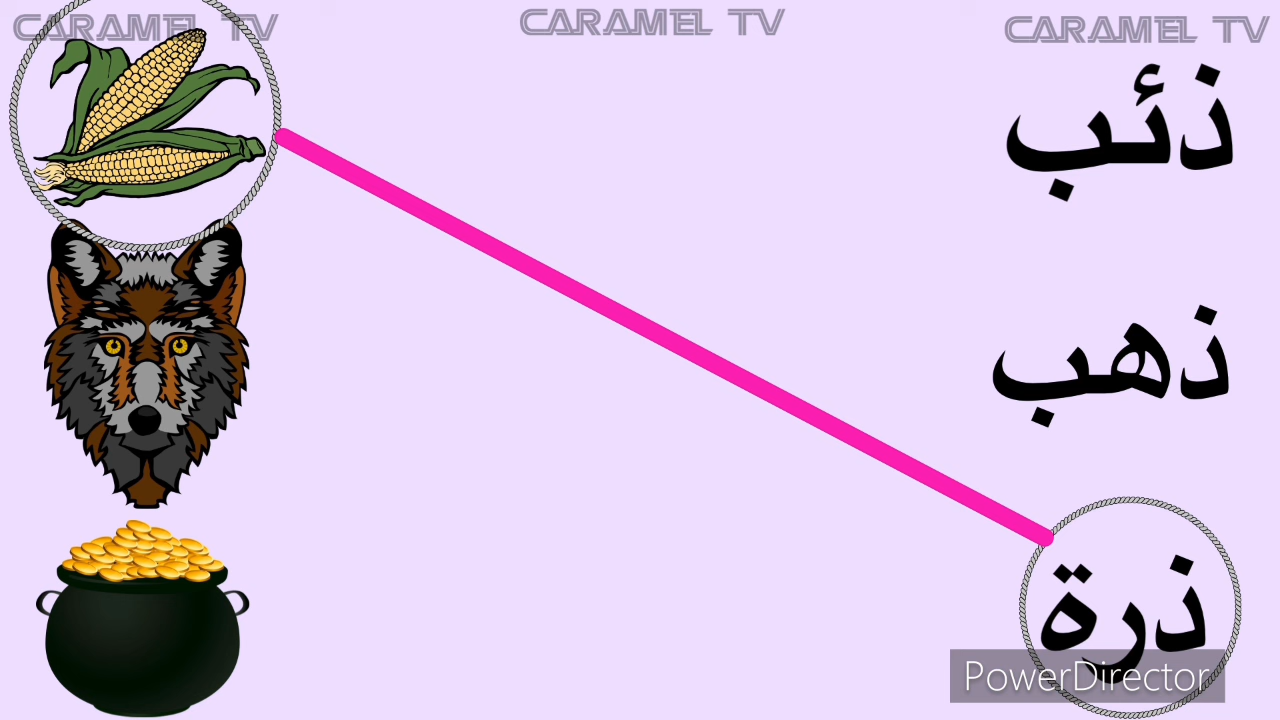 CARAMEL TV CARAMEL TV CARAMEL TV
ذئب
ذهب
ذرة
PowerDirector